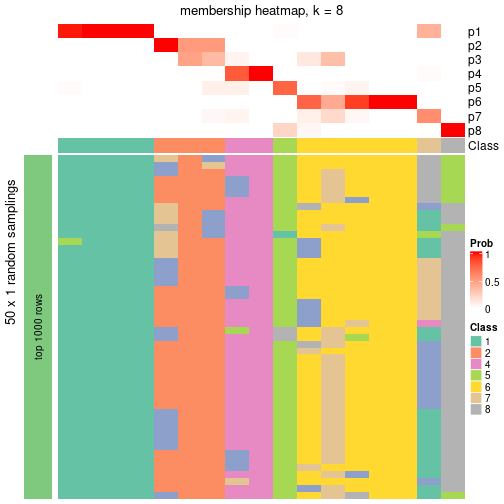 membership heatmap, k = 8
p1
p2
p3
p4
p5
p6
p7
p8
Class
50 x 1 random samplings
top 1000 rows
Prob
1
0.5
0
Class
1
2
4
5
6
7
8